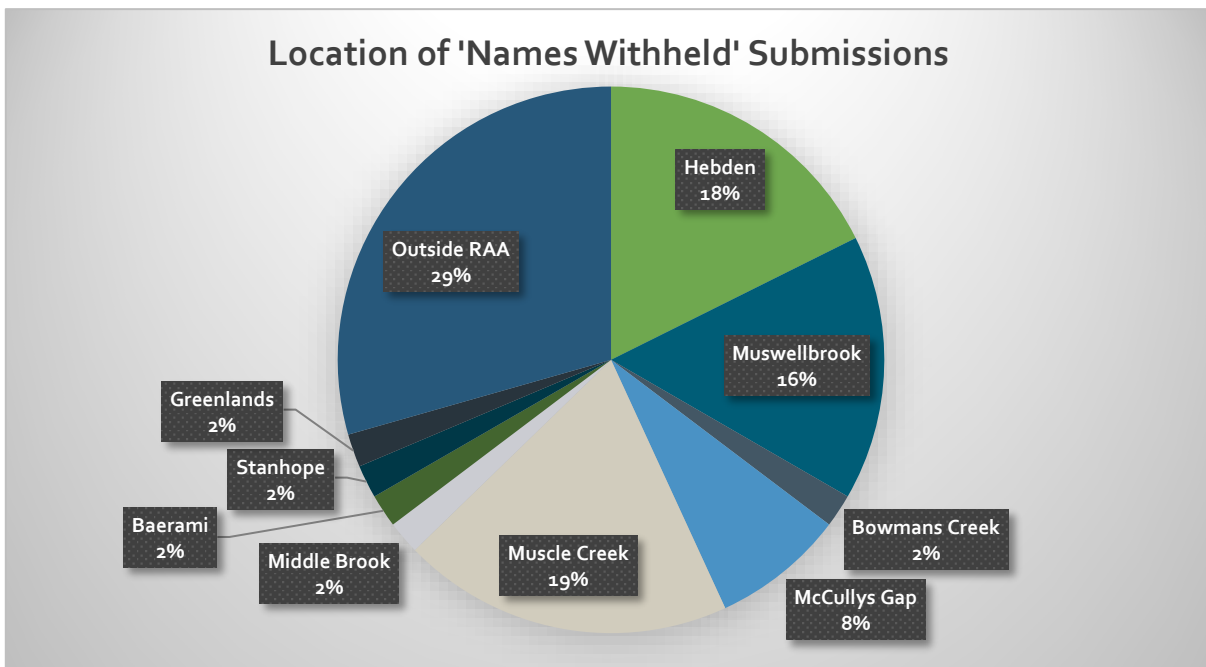 Location of 'Names Withheld' Submissions
Hebden
18%
Outside RAA
29%
Muswellbrook
16%
Greenlands
2%
Stanhope
2%
Baerami
2%
Middle Brook
2%
Muscle Creek
19%
Bowmans Creek
2%
McCullys Gap
8%